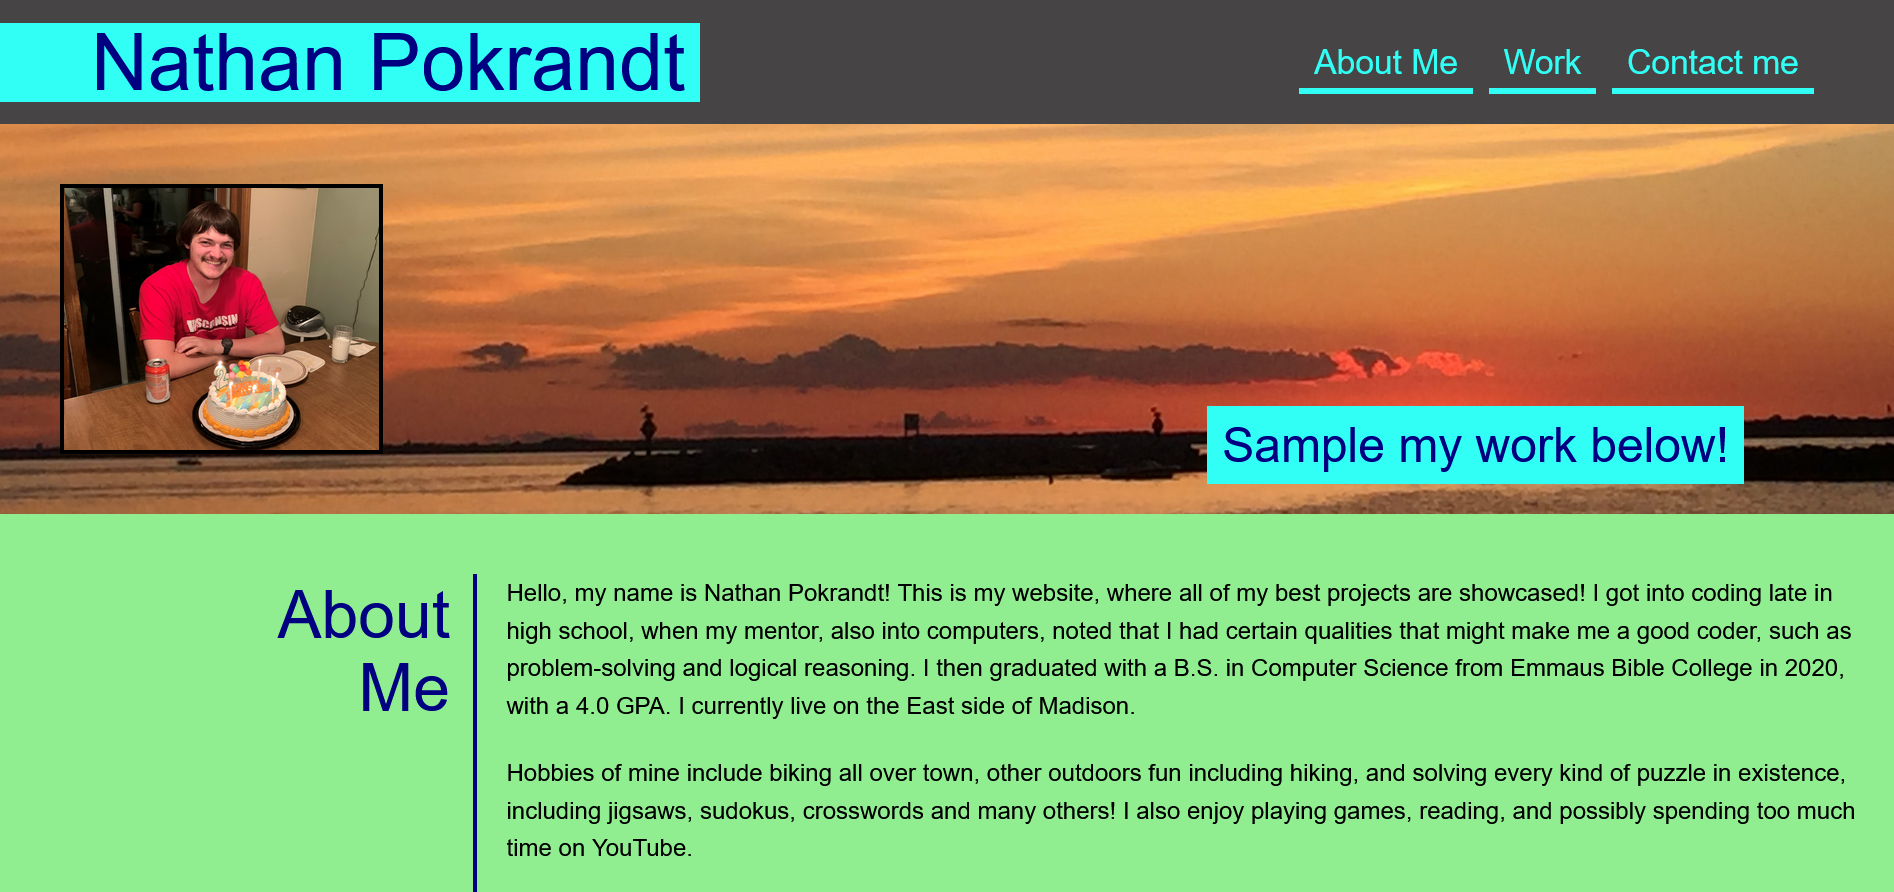 Nathan Pokrandt
About Me Work Contact me
WISCONSIN
Sample my work below!
About
Me
Hello, my name is Nathan Pokrandt! This is my website, where all of my best projects are showcased! I got into coding late in
high school, when my mentor, also into computers, noted that I had certain qualities that might make me a good coder, such as
problem-solving and logical reasoning. I then graduated with a B.S. in Computer Science from Emmaus Bible College in 2020,
with a 4.0 GPA. I currently live on the East side of Madison.
Hobbies of mine include biking all over town, other outdoors fun including hiking, and solving every kind of puzzle in existence,
including jigsaws, sudokus, crosswords and many others! I also enjoy playing games, reading, and possibly spending too much
time on YouTube.